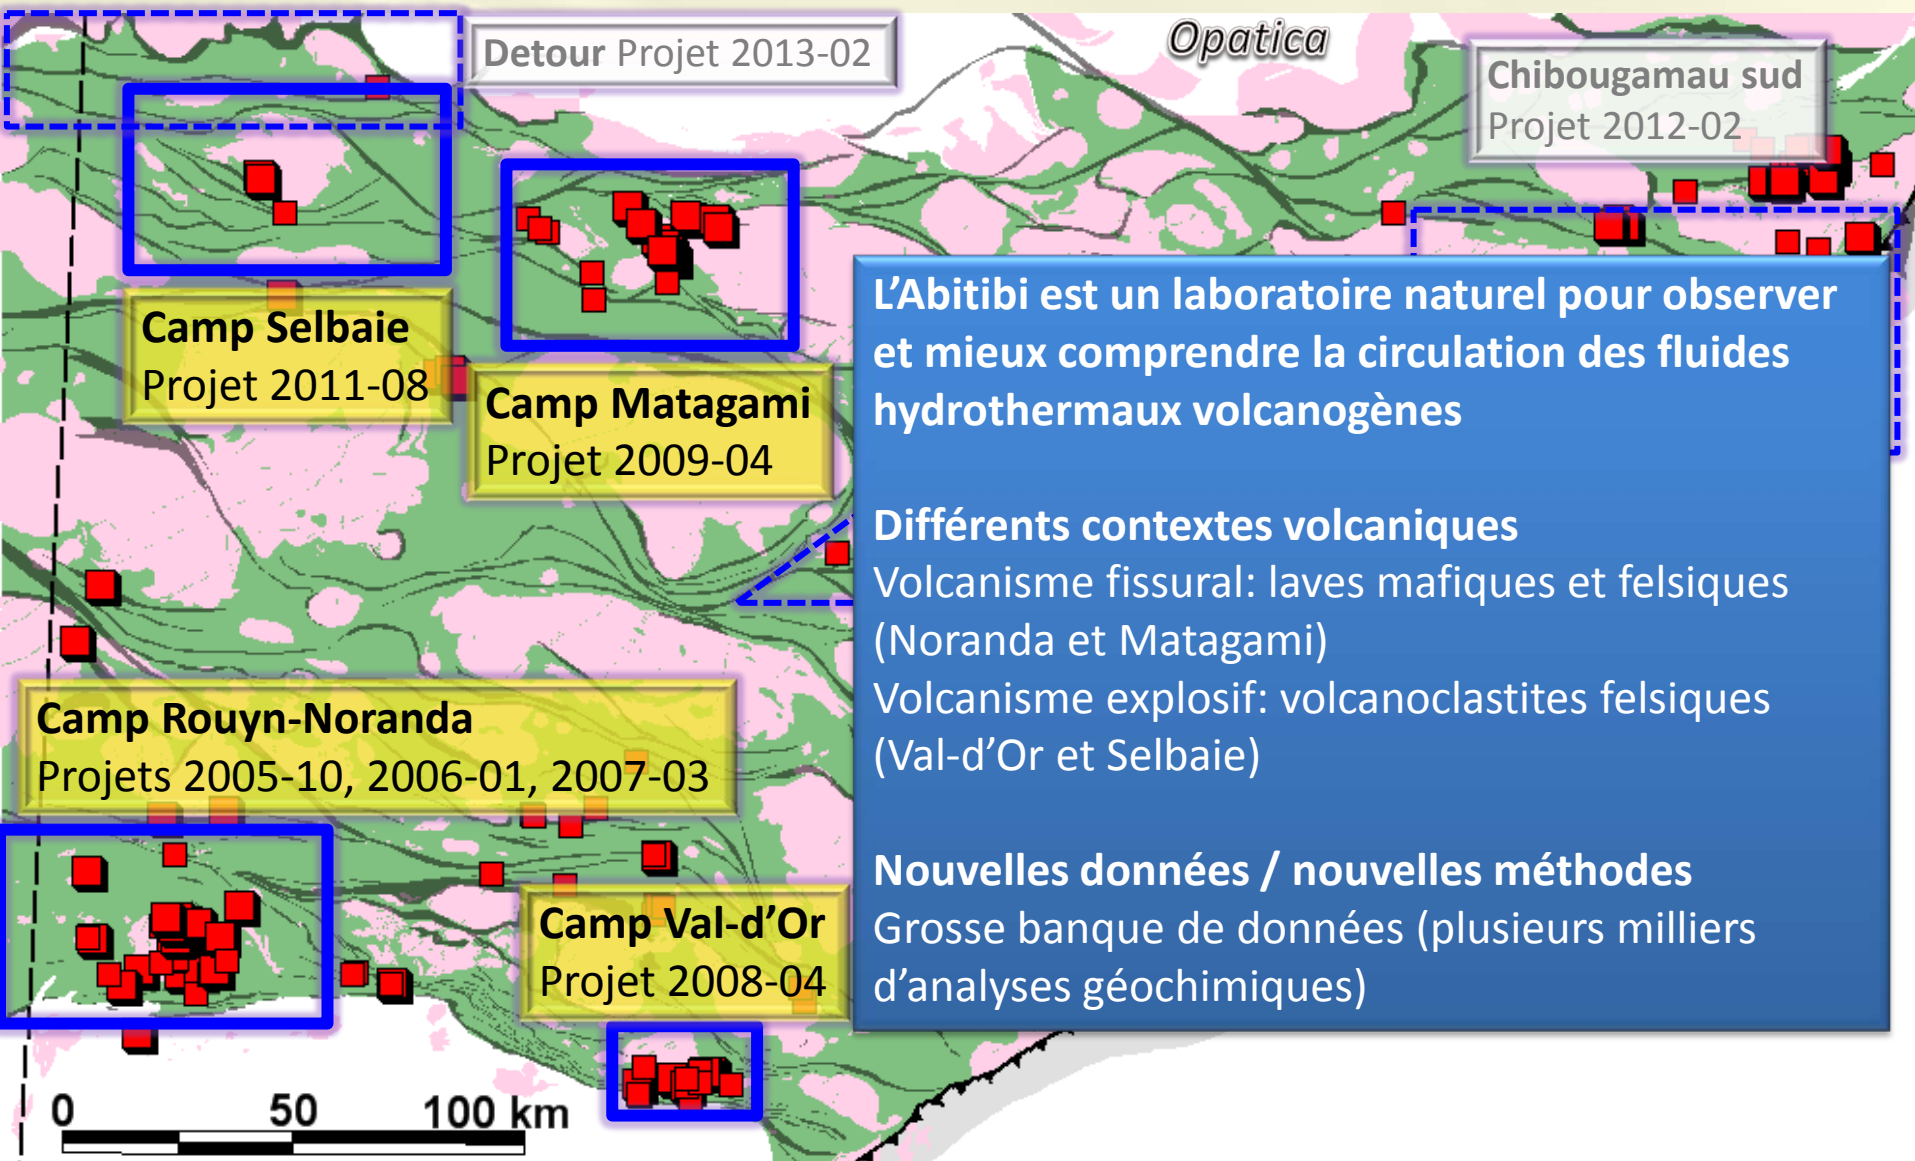 Detour Projet 2013-02
Opatica
Chibougamau sud
Projet 2012-02
Camp Selbaie
Projet 2011-08
Camp Matagami
Projet 2009-04
L'Abitibi est un laboratoire naturel pour observer
et mieux comprendre la circulation des fluides
hydrothermaux volcanogènes
Différents contextes volcaniques
Volcanisme fissural: laves mafiques et felsiques
(Noranda et Matagami)
Volcanisme explosif: volcanoclastites felsiques
(Val-d'Or et Selbaie)
Nouvelles données / nouvelles méthodes
Grosse banque de données (plusieurs milliers
d'analyses géochimiques)
Camp Rouyn-Noranda
Projets 2005-10, 2006-01, 2007-03
Camp Val-d'Or
Projet 2008-04
0 50 100 km